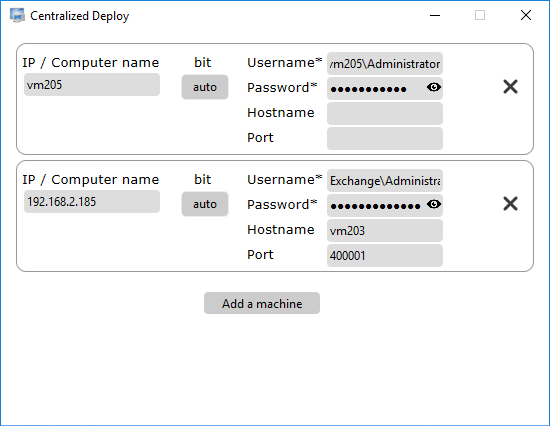 Centralized Deploy
IP / Computer name bit Username* vm205\Administrator
vm205 auto Password* ●●●●●●●●●●●
Hostname
Port
IP / Computer name bit Username* Exchange\Administra
192.168.2.185 auto Password* ●●●●●●●●●●●●●
Hostname vm203
Port 400001
Add a machine